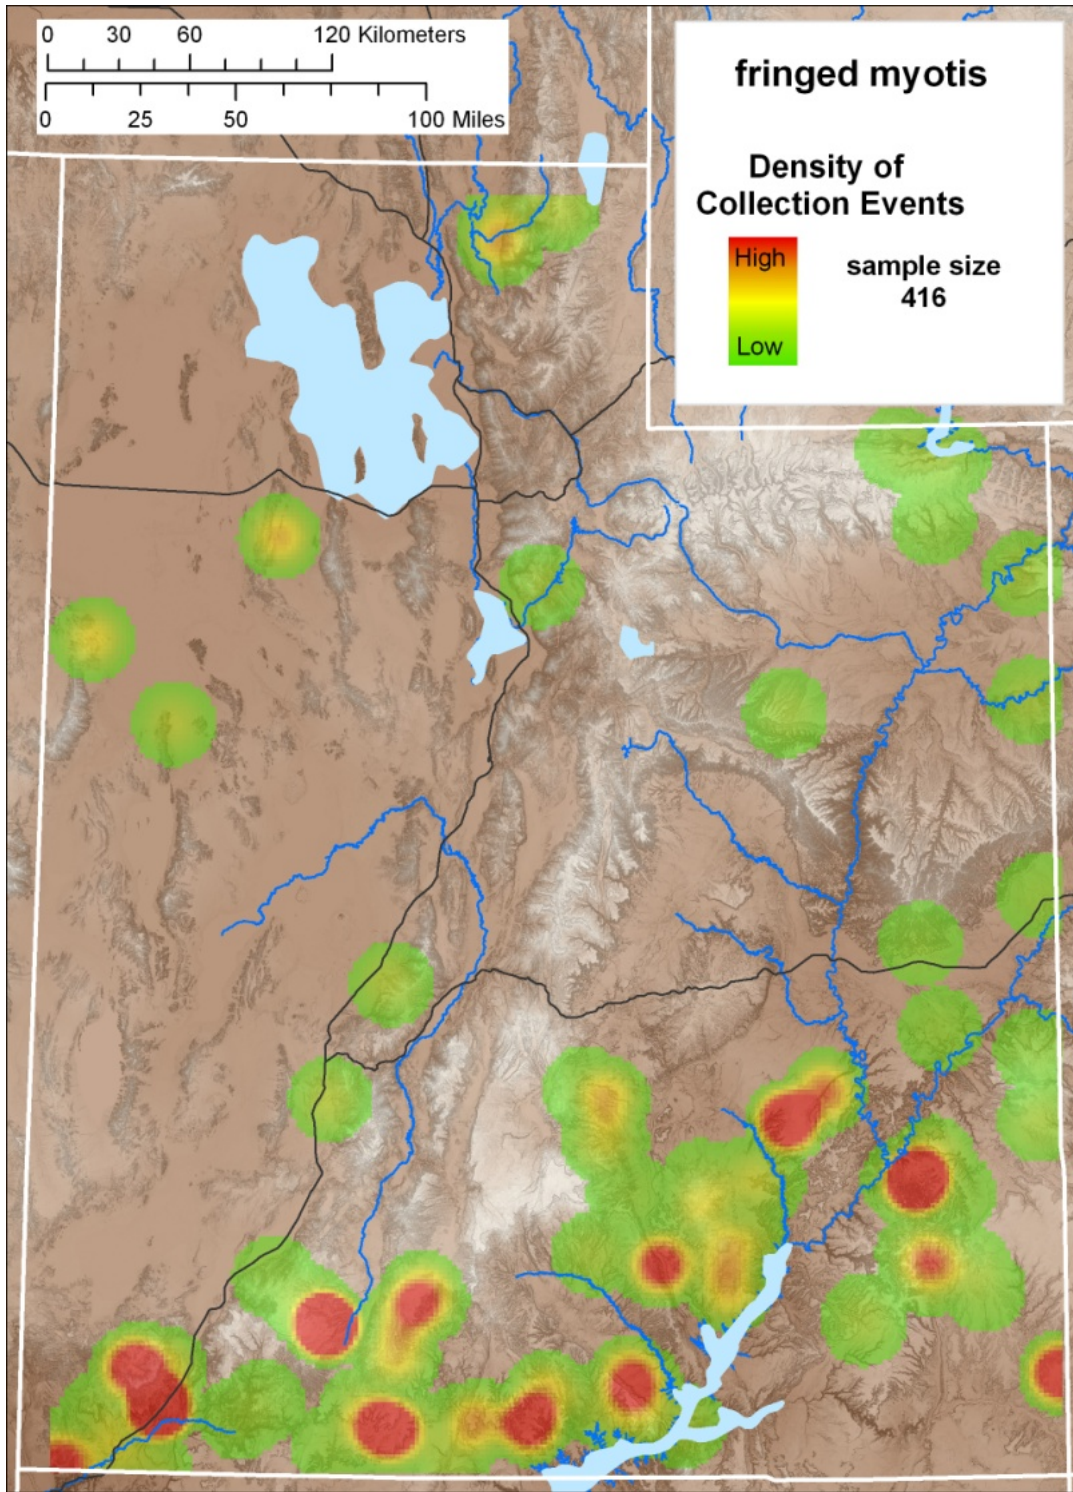 0 30 60 120 Kilometers
0 25 50 100 Miles
fringed myotis
Density of
Collection Events
High
Low
sample size
416